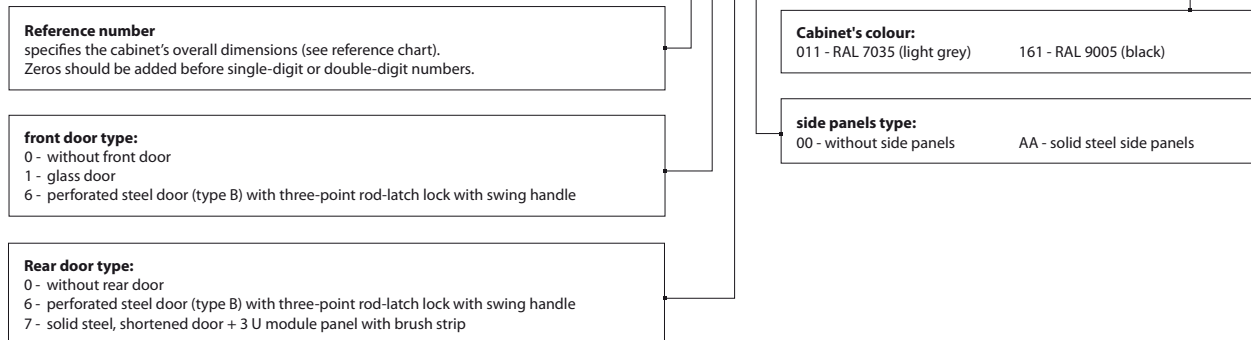 Reference number
specifies the cabinet's overall dimensions (see reference chart).
Zeros should be added before single-digit or double-digit numbers.
front door type:
0 - without front door
1 - glass door
6 - perforated steel door (type B) with three-point rod-latch lock with swing handle
Rear door type:
0 - without rear door
6 - perforated steel door (type B) with three-point rod-latch lock with swing handle
7 - solid steel, shortened door + 3 U module panel with brush strip
Cabinet's colour:
011 - RAL 7035 (light grey) 161 - RAL 9005 (black)
side panels type:
00 - without side panels AA - solid steel side panels